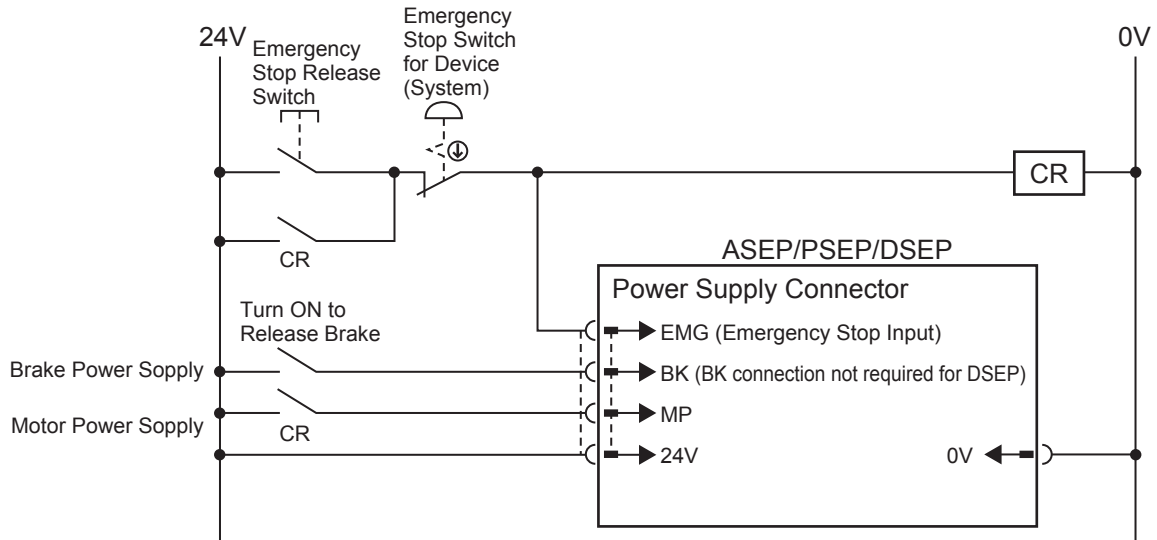 24V
Emergency
Stop Release
Switch
Emergency
Stop Switch
for Device
(System)
0V
CR
CR
ASEP/PSEP/DSEP
Power Supply Connector
Turn ON to
Release Brake
EMG (Emergency Stop Input)
Brake Power Sopply
BK (BK connection not required for DSEP)
Motor Power Sopply
CR
MP
24V
0V